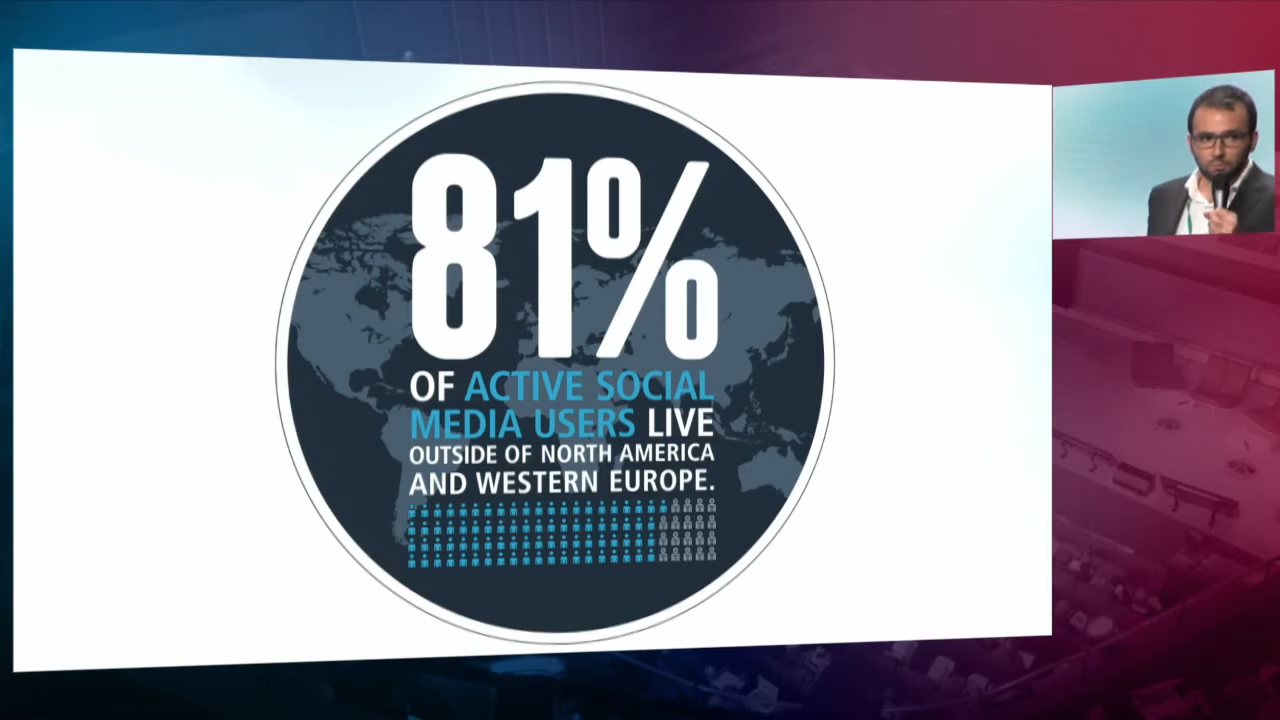 81%
OF ACTIVE SOCIAL
MEDIA USERS LIVE
OUTSIDE OF NORTH AMERICA
AND WESTERN EUROPE.